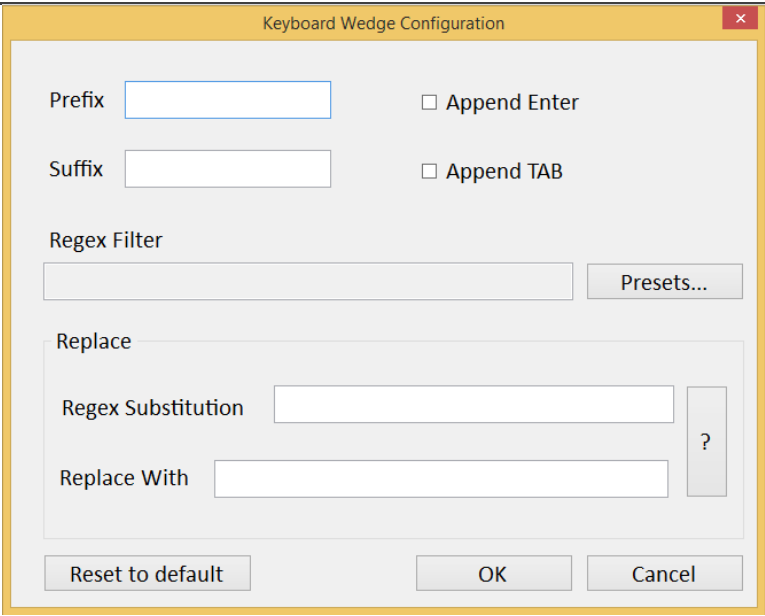 Keyboard Wedge Configuration
Prefix
Append Enter
Suffix
Append TAB
Regex Filter
Presets...
Replace
Regex Substitution
?
Replace With
Reset to default
OK
Cancel